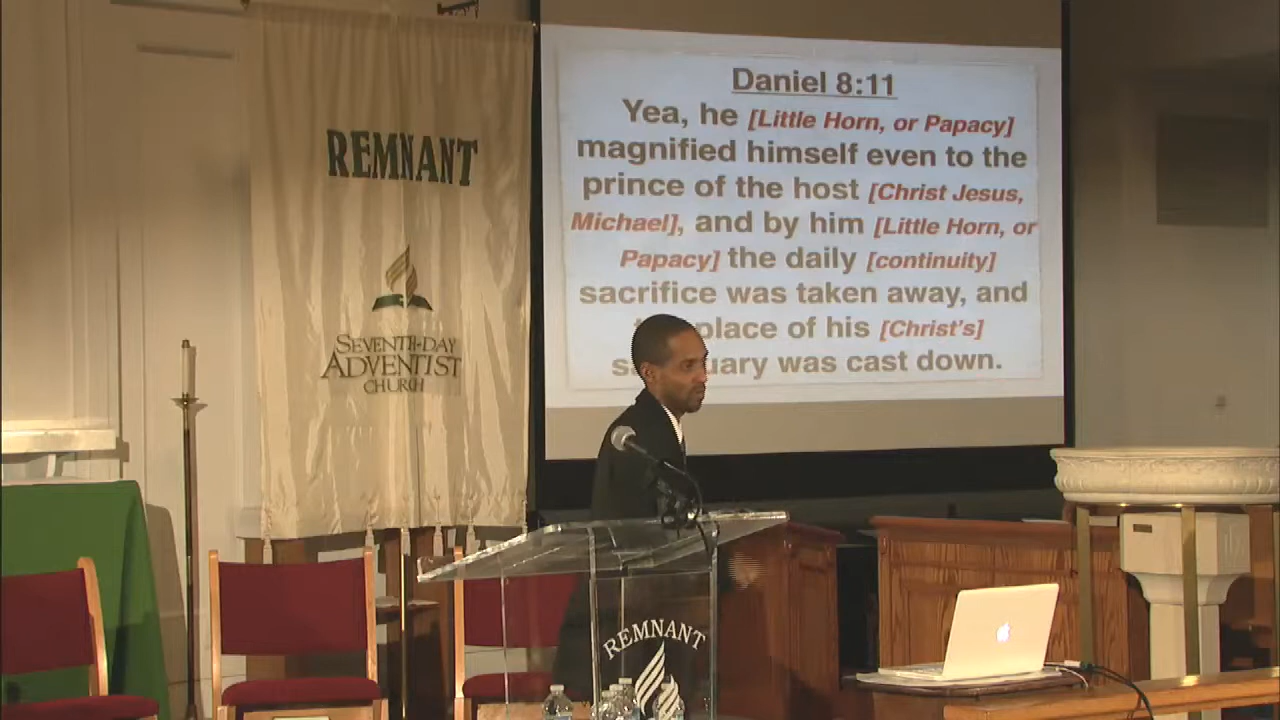 REMNANT
SEVENTH-DAY
ADVENTIST
CHURCH
Daniel 8:11
Yea, he [Little Horn, or Papacy]
magnified himself even to the
prince of the host [Christ Jesus,
Michael], and by him [Little Horn, or
Papacy] the daily [continuity]
sacrifice was taken away, and
place of his [Christ's]
was cast down.
REMNANT